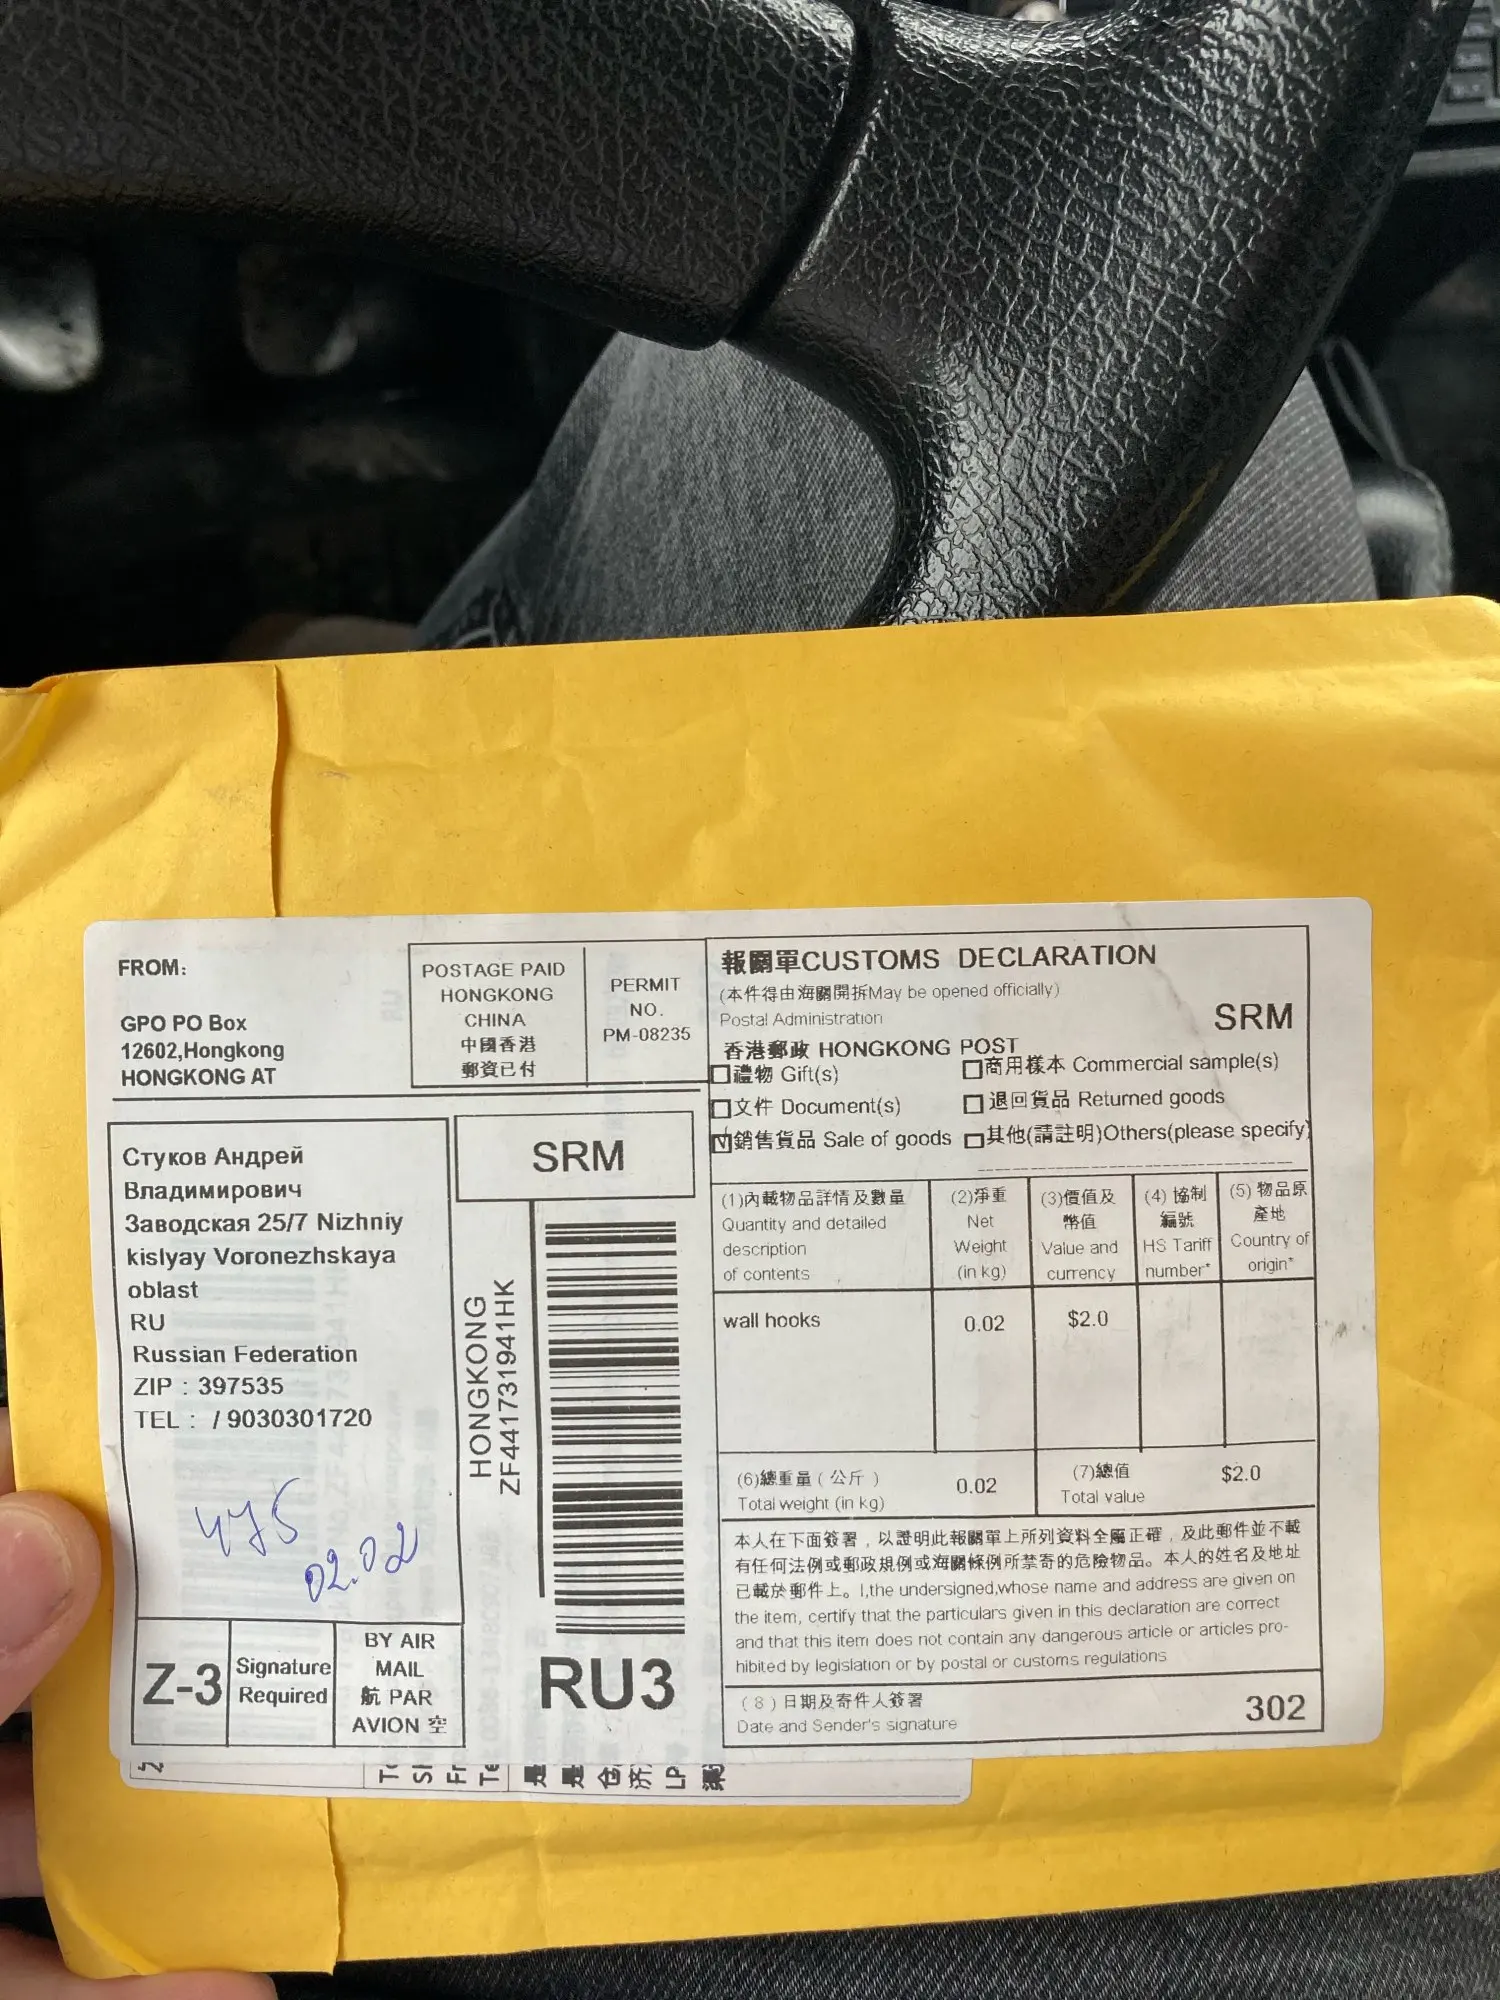 FROM:
GPO PO Box
12602,Hongkong
HONGKONG AT
POSTAGE PAID
HONGKONG
CHINA
中國香港
郵資已付
PERMIT
NO.
PM-08235
報關單CUSTOMS DECLARATION
(本件得由海關開拆May be opened officially)
Postal Administration
SRM
香港郵政 HONGKONG POST
禮物 Gift(s)
商用樣本 Commercial sample(s)
文件 Document(s)
退回貨品 Returned goods
銷售貨品 Sale of goods
其他(請註明)Others(please specify)
Стуков Андрей
Владимирович
Заводская 25/7 Nizhniy
kislyay Voronezhskaya
oblast
RU
Russian Federation
ZIP : 397535
TEL : / 9030301720
475
02.02
SRM
HONGKONG
ZF441731941HK
RU3
Z-3
Signature
Required
BY AIR
MAIL
航 PAR
AVION 空
(1)內載物品詳情及數量
Quantity and detailed
description
of contents
(2)淨重
Net
Weight
(in kg)
(3)價值及
幣值
Value and
currency
(4) 協制
編號
HS Tariff
number*
(5) 物品原
產地
Country of
origin*
wall hooks
0.02
$2.0
(6)總重量 ( 公斤 )
Total weight (in kg)
0.02
(7)總值
Total value
$2.0
本人在下面簽署，以證明此報關單上所列資料全屬正確，及此郵件並不載
有任何法例或郵政規例或海關條例所禁寄的危險物品。本人的姓名及地址
已載於郵件上。I,the undersigned,whose name and address are given on
the item, certify that the particulars given in this declaration are correct
and that this item does not contain any dangerous article or articles pro-
hibited by legislation or by postal or customs regulations
( 8 ) 日期及寄件人簽署
Date and Sender's signature
302